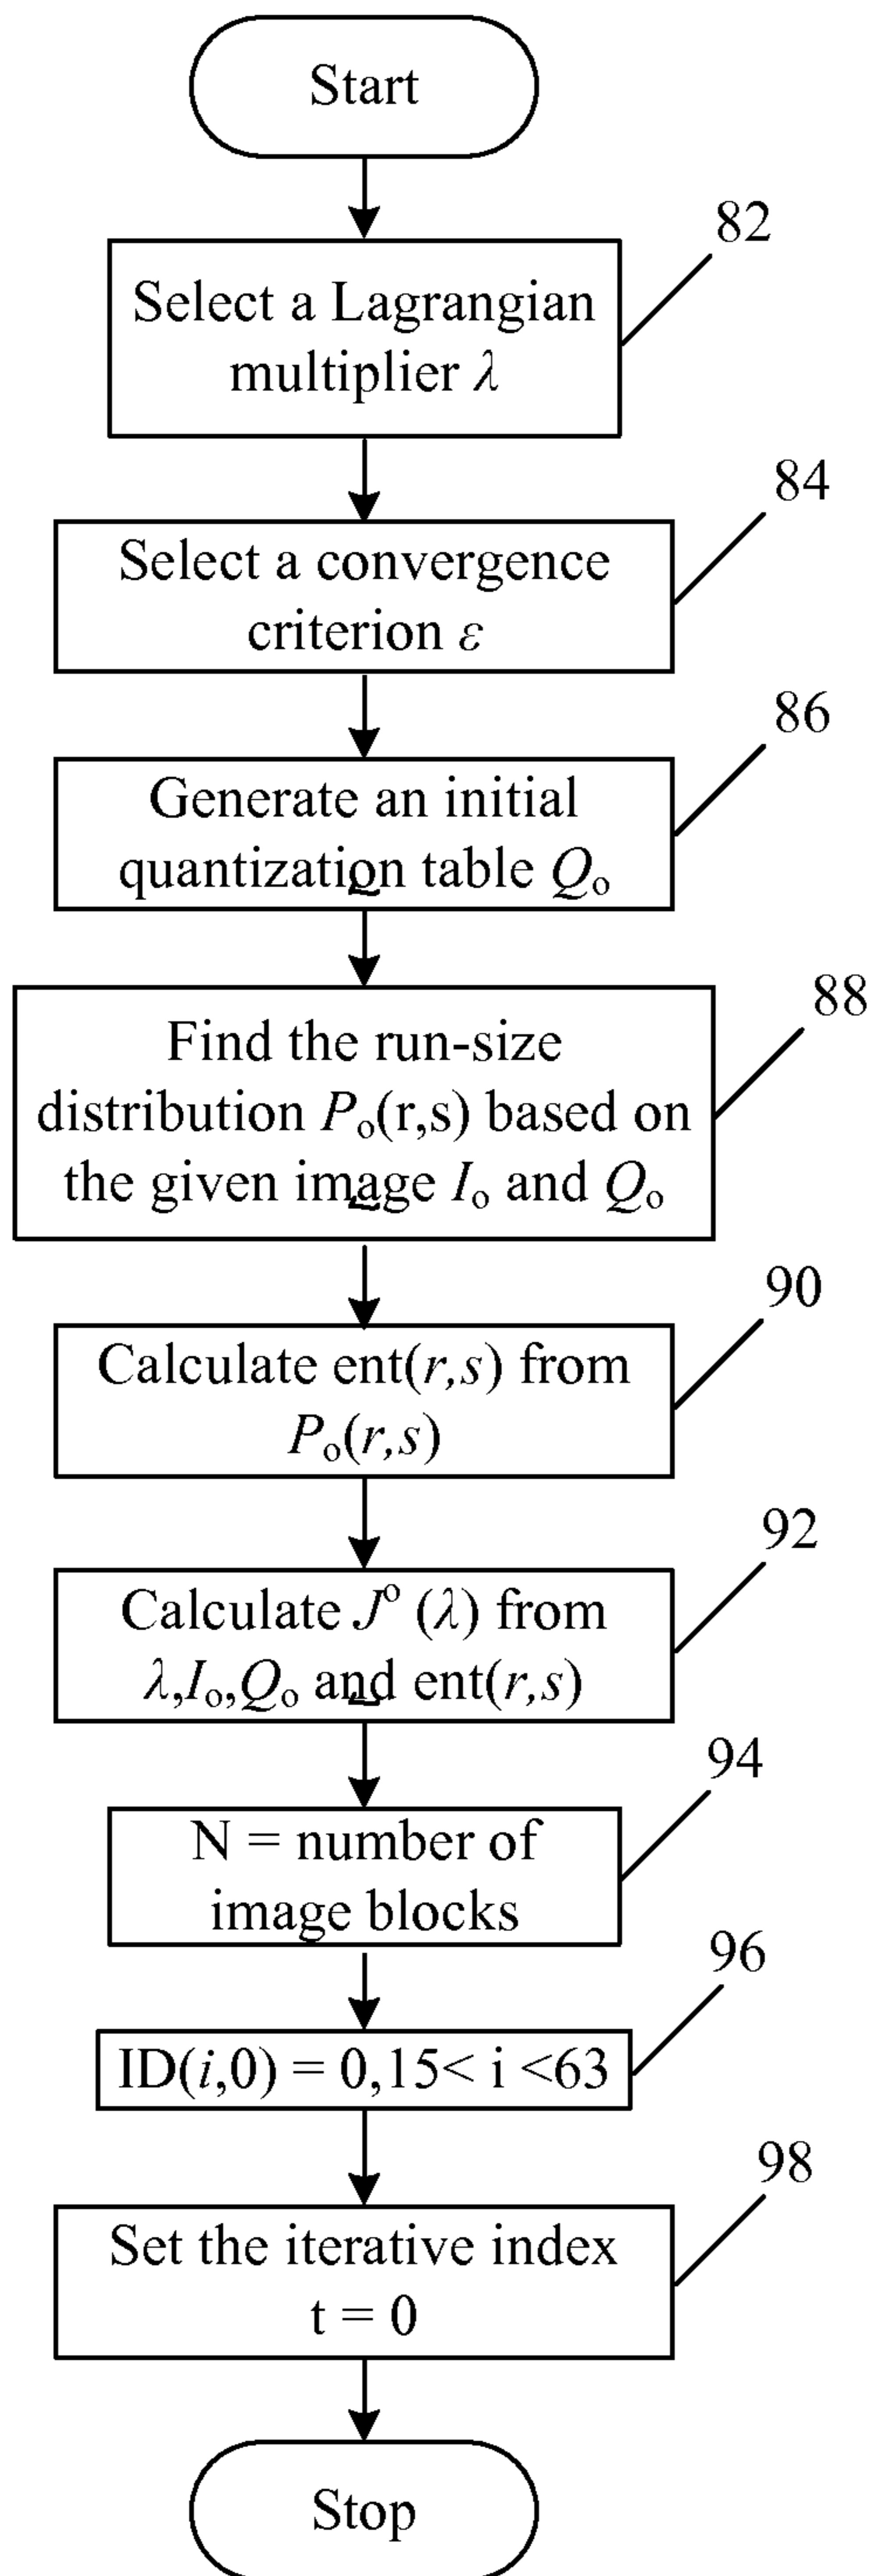 Start
82
Select a Lagrangian
multiplier λ
84
Select a convergence
criterion ε
86
Generate an initial
quantization table Qo
88
Find the run-size
distribution Po(r,s) based on
the given image Io and Qo
90
Calculate ent(r,s) from
Po(r,s)
92
Calculate Jo (λ) from
λ,Io,Qo and ent(r,s)
94
N = number of
image blocks
96
ID(i,0) = 0,15< i <63
98
Set the iterative index
t = 0
Stop